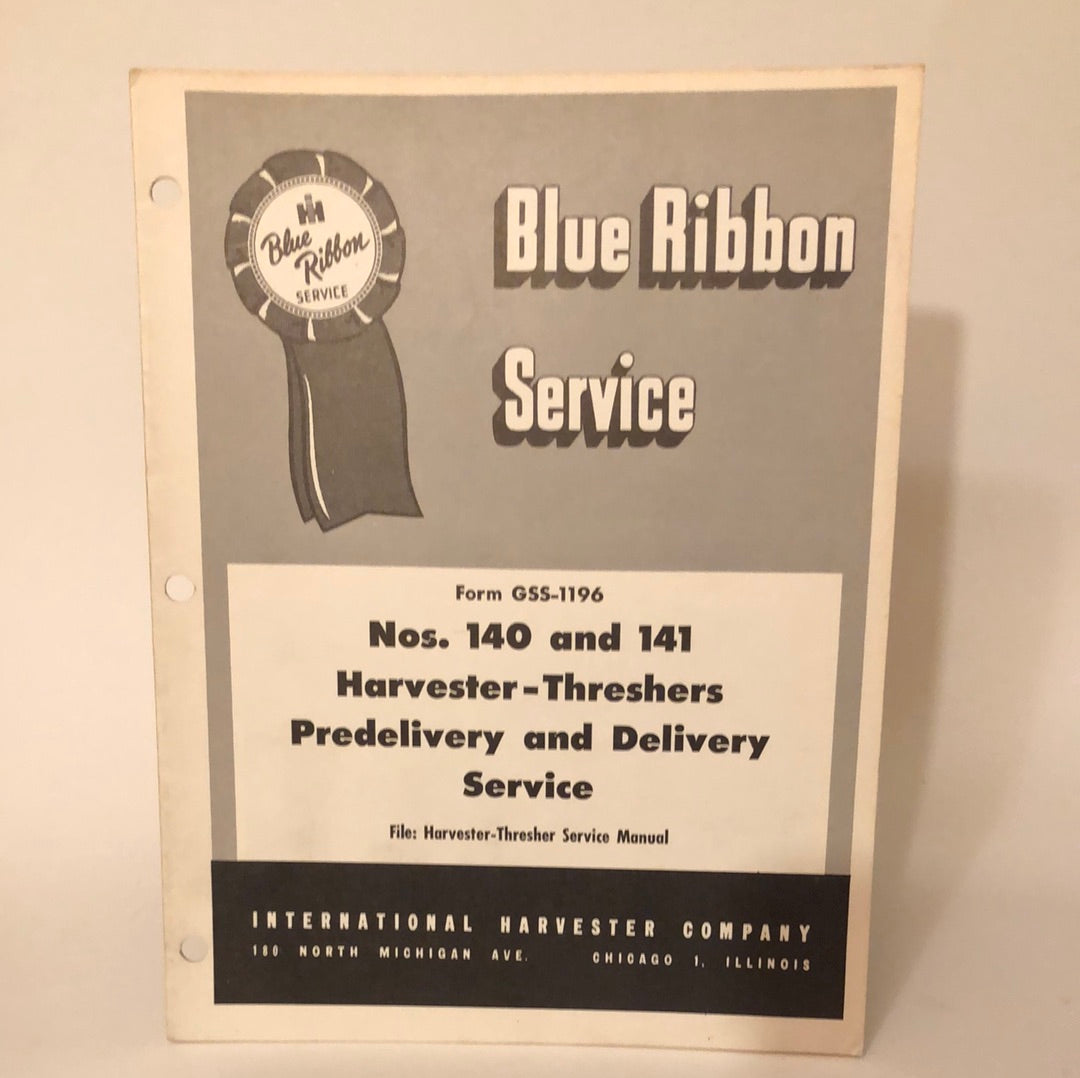 IH
Blue
Ribbon
SERVICE
Blue Ribbon
Service
Form GSS-1196
Nos. 140 and 141
Harvester-Threshers
Predelivery and Delivery
Service
File: Harvester-Thresher Service Manual
INTERNATIONAL HARVESTER COMPANY
180 NORTH MICHIGAN AVE. CHICAGO 1, ILLINOIS